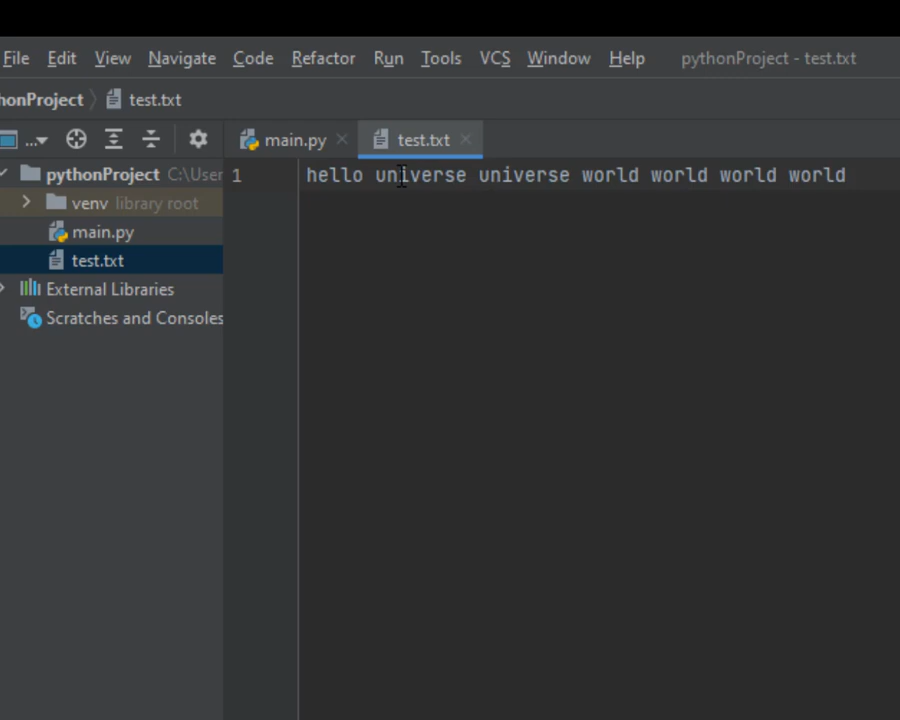 File Edit View Navigate Code Refactor Run Tools VCS Window Help pythonProject - test.txt
honProject test.txt
... main.py test.txt
pythonProject C:\User
venv library root
main.py
test.txt
External Libraries
Scratches and Consoles
1 hello universe universe world world world world